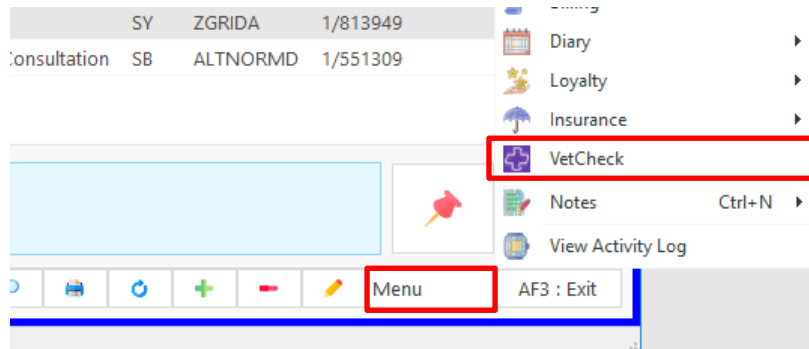 SY ZGRIDA 1/813949
Consultation SB ALTNORMD 1/551309
Diary
Loyalty
Insurance
VetCheck
Notes Ctrl+N
View Activity Log
Menu AF3 : Exit